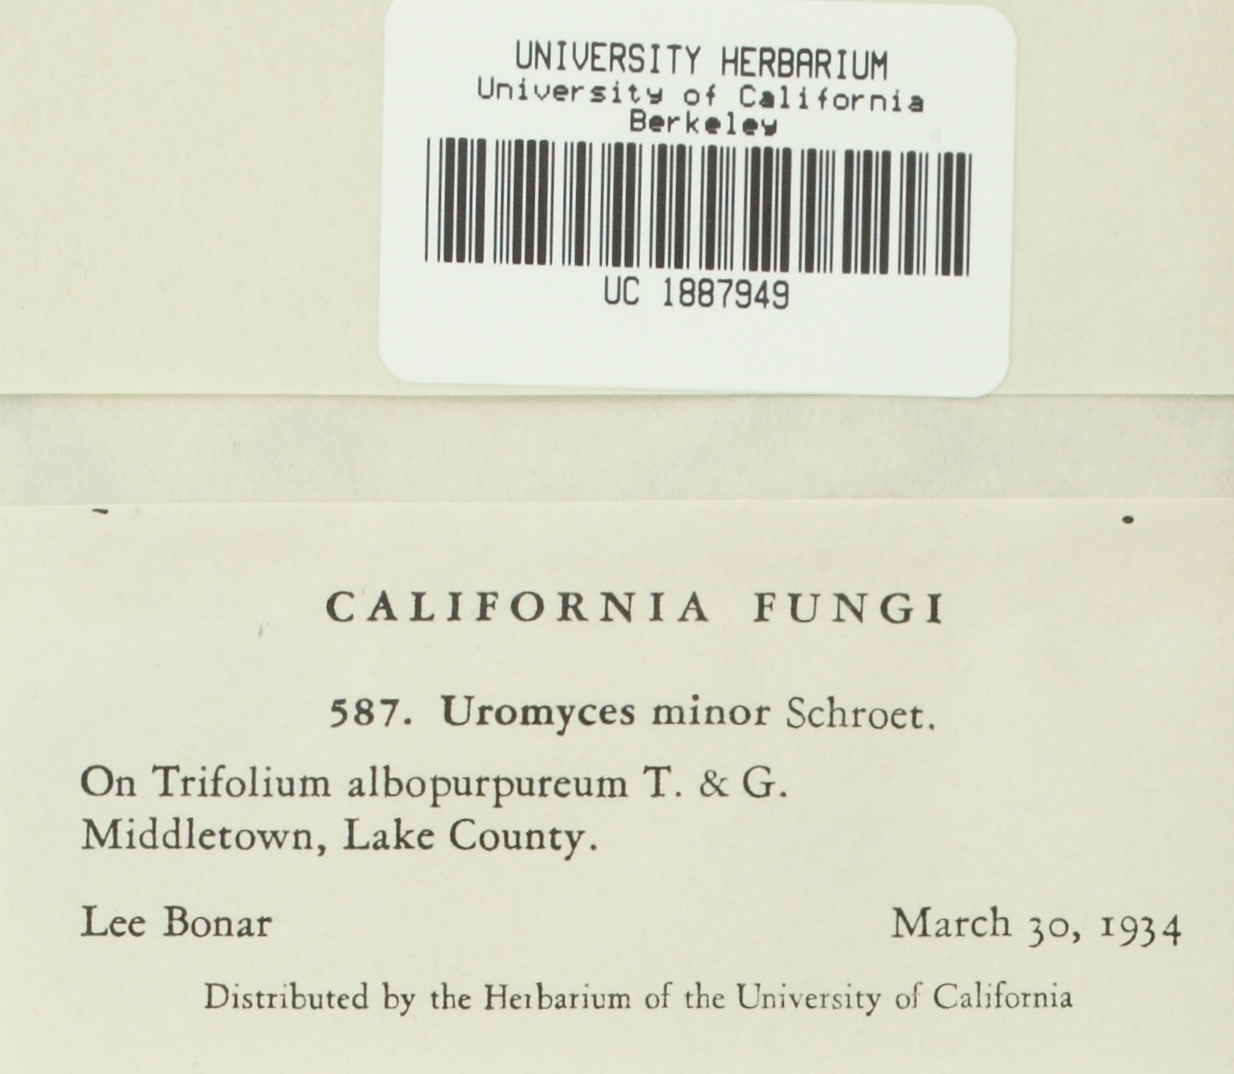 UNIVERSITY HERBARIUM
University of California
Berkeley
UC 1887949
CALIFORNIA FUNGI
587. Uromyces minor Schroet.
On Trifolium albopurpureum T. & G.
Middletown, Lake County.
Lee Bonar March 30, 1934
Distributed by the Herbarium of the University of California